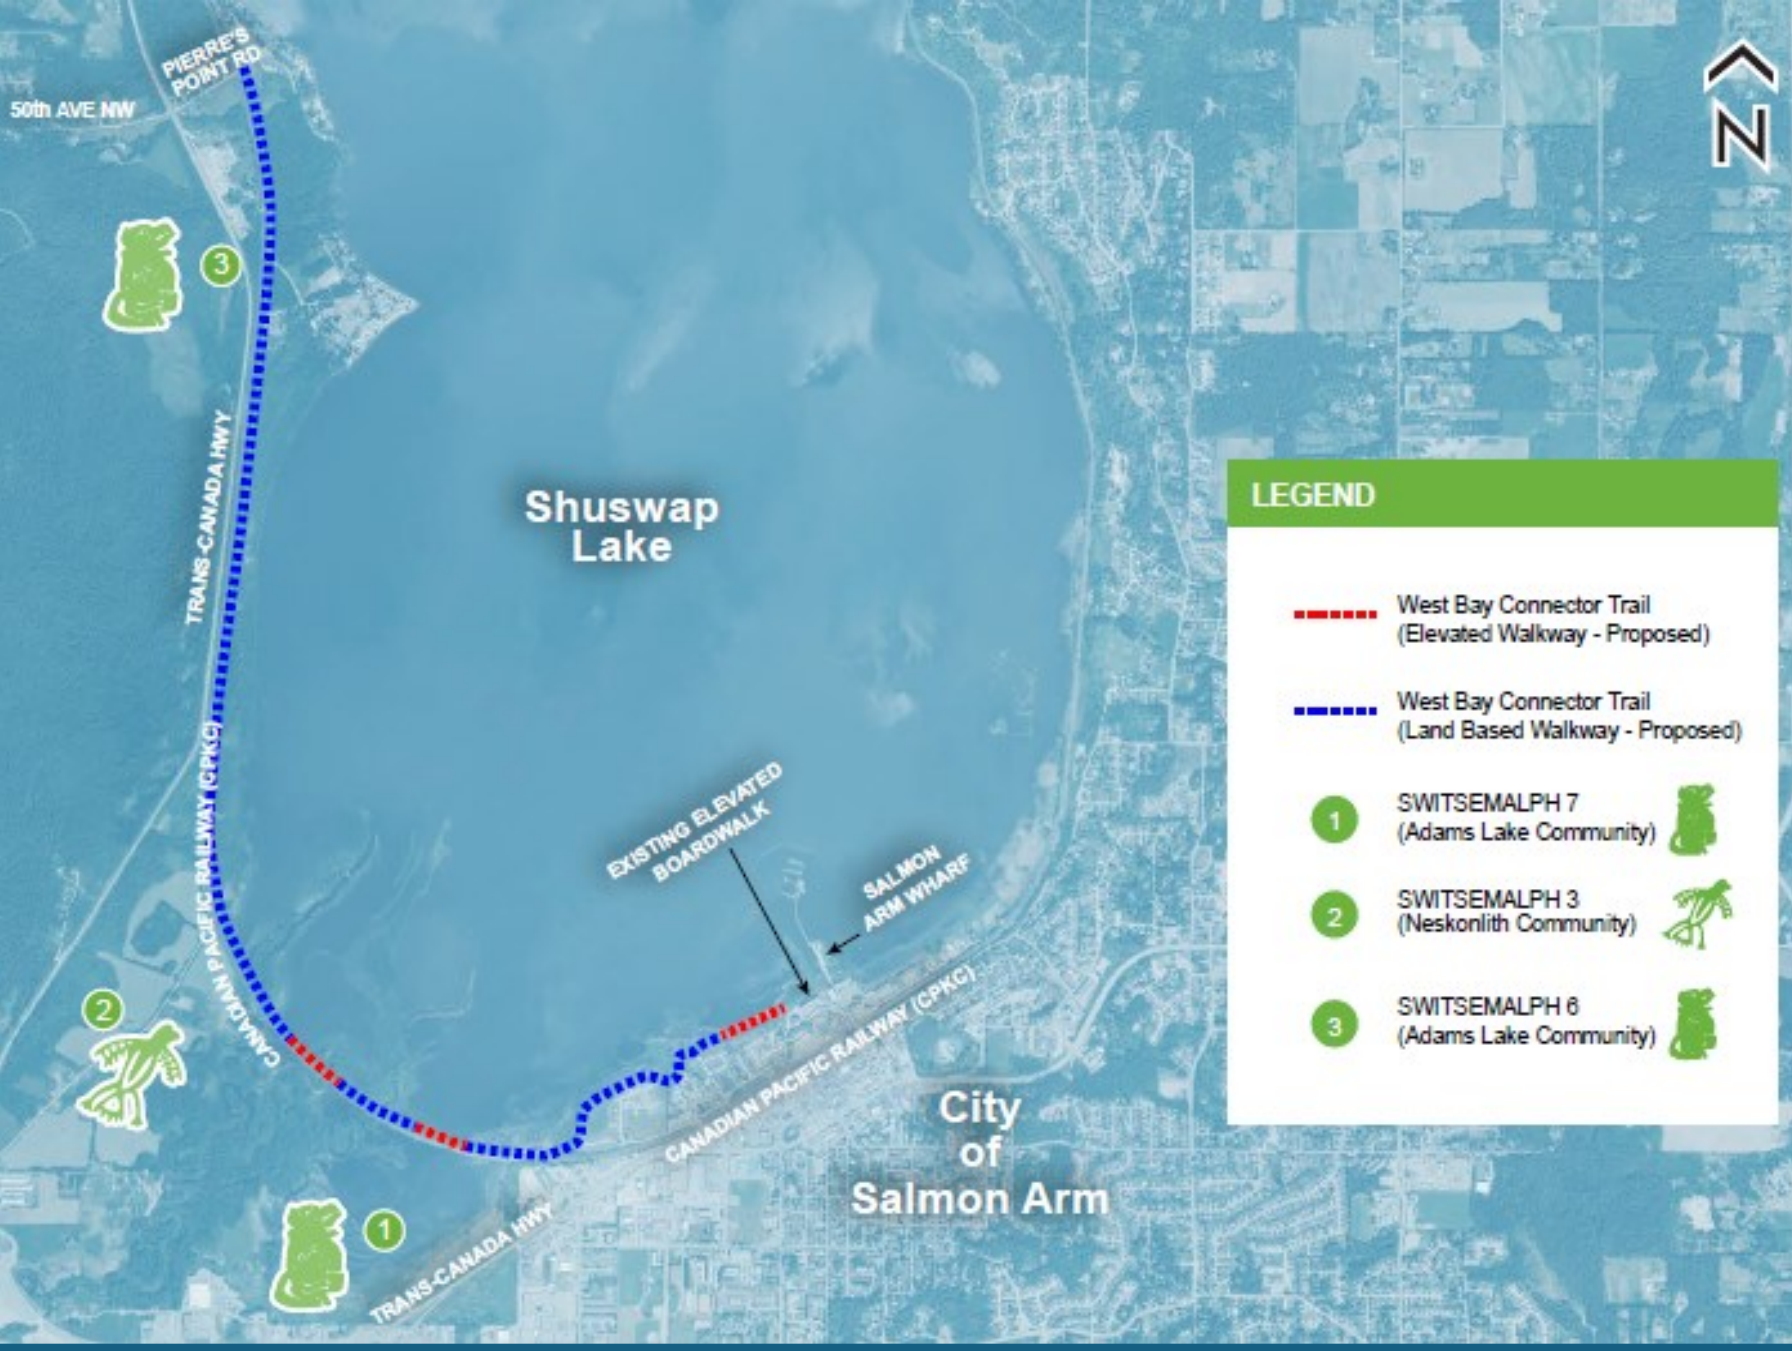 PIERRE'S
POINT RD
50th AVE NW
N
3
TRANS-CANADA HWY
Shuswap
Lake
CANADIAN PACIFIC RAILWAY (CPKC)
CANADIAN PACIFIC RAILWAY (CPKC)
EXISTING ELEVATED
BOARDWALK
SALMON
ARM WHARF
2
1
TRANS-CANADA HWY
City
of
Salmon Arm
LEGEND
West Bay Connector Trail
(Elevated Walkway - Proposed)
West Bay Connector Trail
(Land Based Walkway - Proposed)
1
SWITSEMALPH 7
(Adams Lake Community)
2
SWITSEMALPH 3
(Neskonlith Community)
3
SWITSEMALPH 6
(Adams Lake Community)